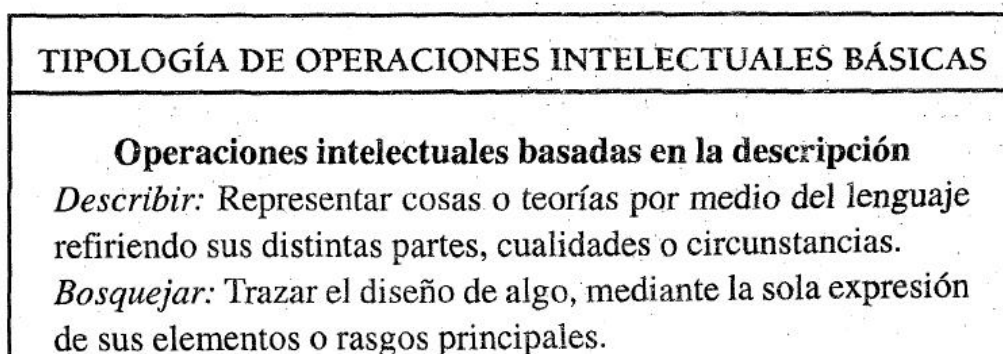 TIPOLOGÍA DE OPERACIONES INTELECTUALES BÁSICAS
Operaciones intelectuales basadas en la descripción
Describir: Representar cosas o teorías por medio del lenguaje
refiriendo sus distintas partes, cualidades o circunstancias.
Bosquejar: Trazar el diseño de algo, mediante la sola expresión
de sus elementos o rasgos principales.